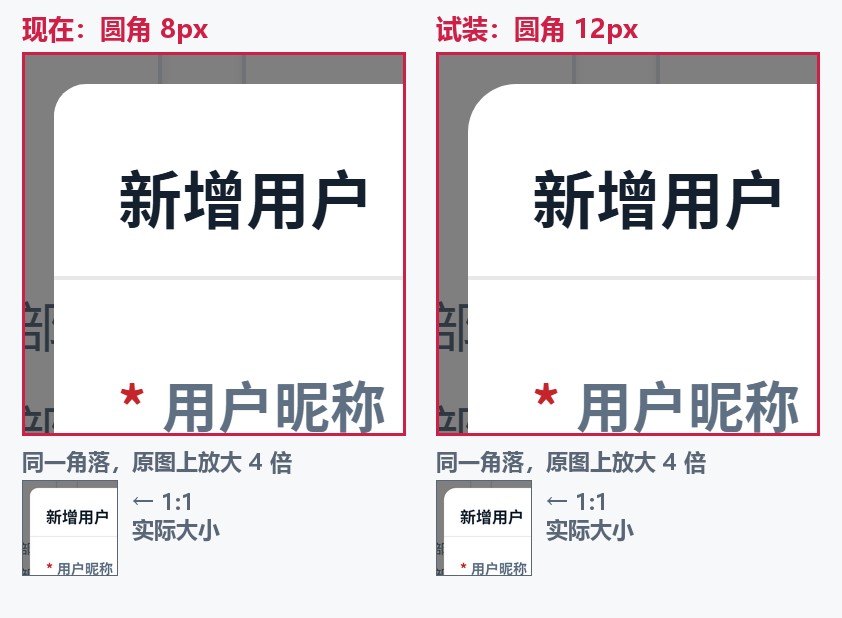 现在：圆角 8px
试装：圆角 12px
新增用户
* 用户昵称
新增用户
* 用户昵称
同一角落，原图上放大 4 倍
同一角落，原图上放大 4 倍
新增用户
* 用户昵称
← 1:1
实际大小
新增用户
* 用户昵称
← 1:1
实际大小